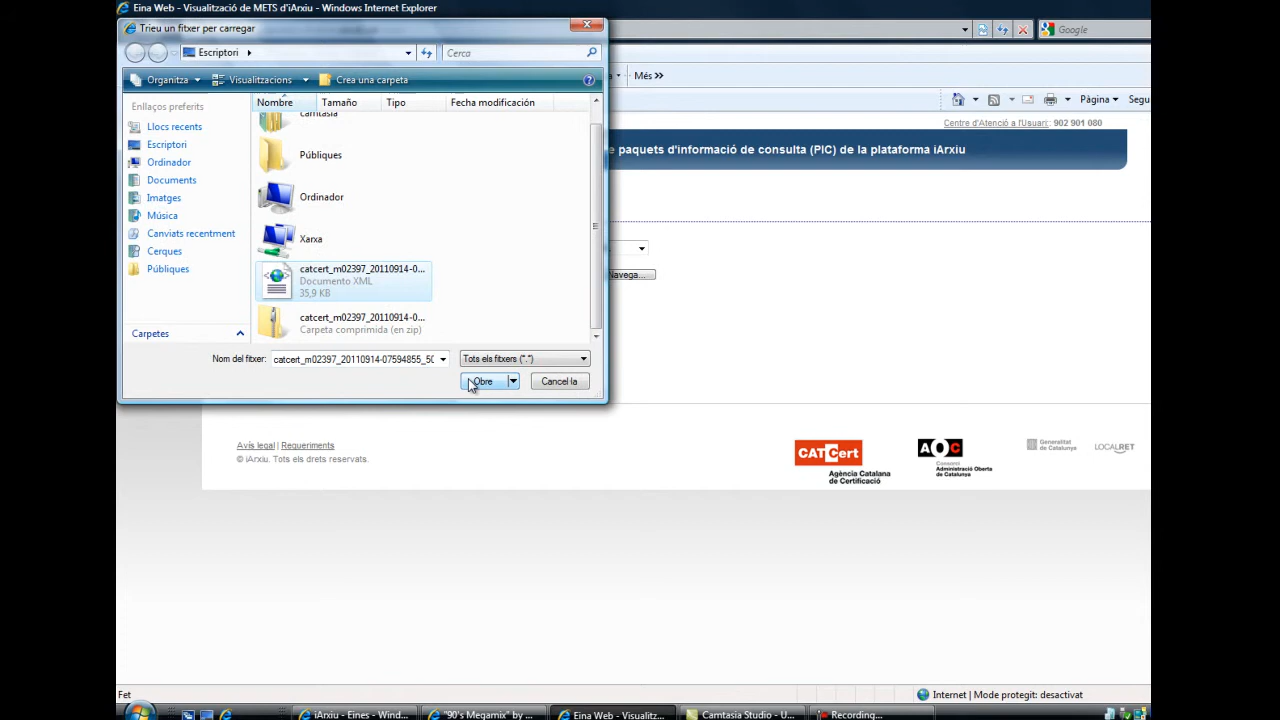 Eina Web - Visualització de METS d'iArxiu - Windows Internet Explorer
Trieu un fitxer per carregar
Escriptori
Cerca
Google
Organitza
Visualitzacions
Crea una carpeta
Més
Pàgina
Segu
Enllaços preferits
Nombre
Tamaño
Tipo
Fecha modificación
Llocs recents
Escriptori
Ordinador
Documents
Imatges
Música
Canviats recentment
Cerques
Públiques
Carpetes
camtasia
Públiques
Ordinador
Xarxa
catcert_m02397_20110914-0...
Documento XML
35,9 KB
catcert_m02397_20110914-0...
Carpeta comprimida (en zip)
Centre d'Atenció a l'Usuari: 902 901 080
e paquets d'informació de consulta (PIC) de la plataforma iArxiu
Navega...
Nom del fitxer:
catcert_m02397_20110914-07594855_50
Tots els fitxers (*.*)
Obre
Cancel·la
Avís legal | Requeriments
© iArxiu. Tots els drets reservats.
CATCert
Agència Catalana
de Certificació
AOC
Consorci
Administració Oberta
de Catalunya
Generalitat
de Catalunya
LOCALRET
Fet
Internet | Mode protegit: desactivat
iArxiu - Eines - Wind...
"90's Megamix" by ...
Eina Web - Visualitz...
Camtasia Studio - U...
Recording...